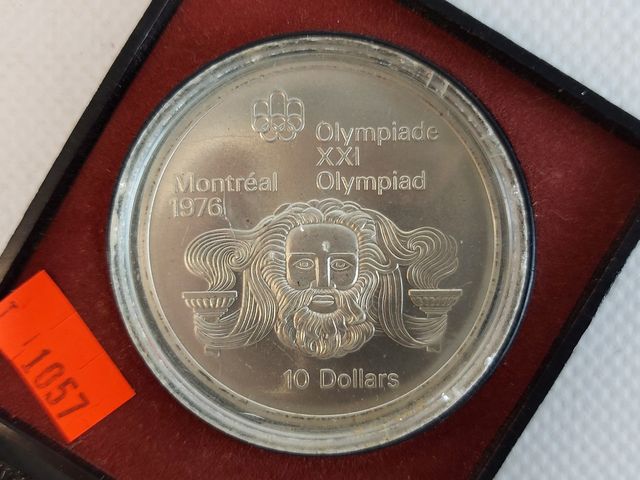 Olympiade
XXI
Olympiad
Montréal
1976
10 Dollars
1057